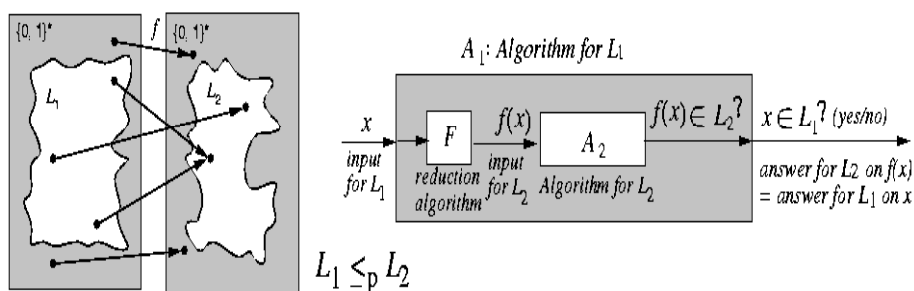 {0, 1}*
f
{0, 1}*
L₁
L₂
L₁ ≤ₚ L₂
A₁: Algorithm for L₁
x
input
for L₁
F
reduction
algorithm
f(x)
input
for L₂
A₂
Algorithm for L₂
f(x) ∈ L₂?
x ∈ L₁? (yes/no)
answer for L₂ on f(x)
= answer for L₁ on x